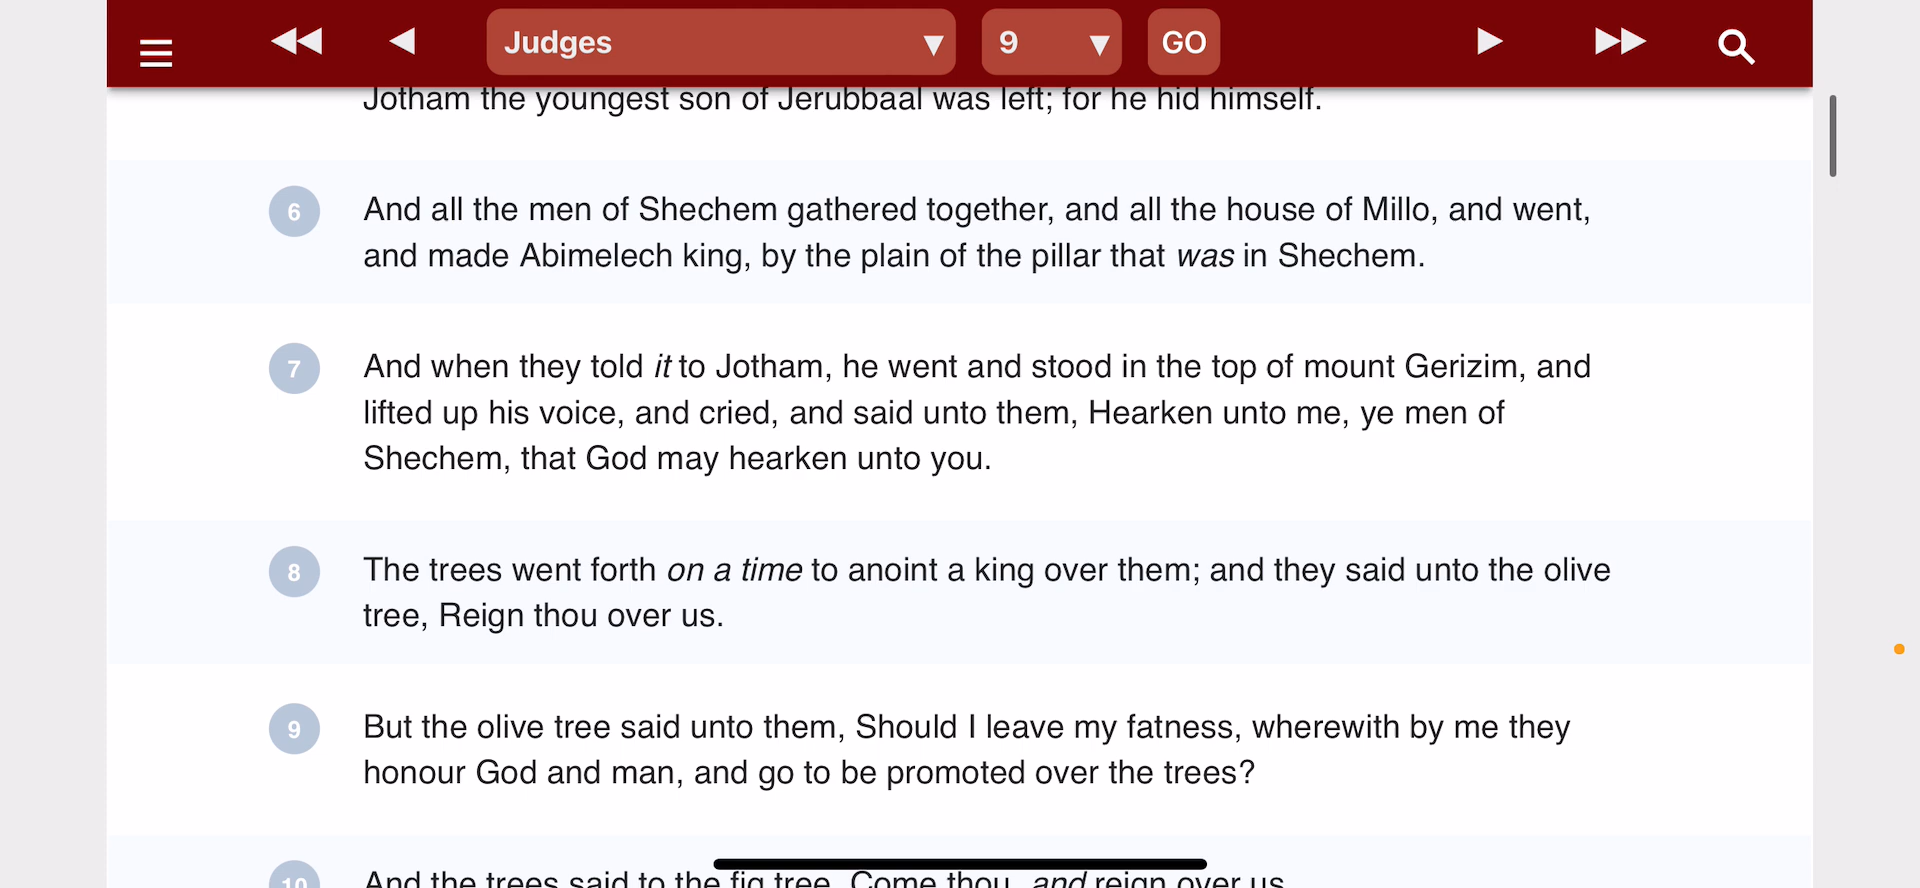 Judges
9
GO
Jotham the youngest son of Jerubbaal was left; for he hid himself.
6
And all the men of Shechem gathered together, and all the house of Millo, and went,
and made Abimelech king, by the plain of the pillar that was in Shechem.
7
And when they told it to Jotham, he went and stood in the top of mount Gerizim, and
lifted up his voice, and cried, and said unto them, Hearken unto me, ye men of
Shechem, that God may hearken unto you.
8
The trees went forth on a time to anoint a king over them; and they said unto the olive
tree, Reign thou over us.
9
But the olive tree said unto them, Should I leave my fatness, wherewith by me they
honour God and man, and go to be promoted over the trees?
10
And the trees said to the fig tree, Come thou, and reign over us